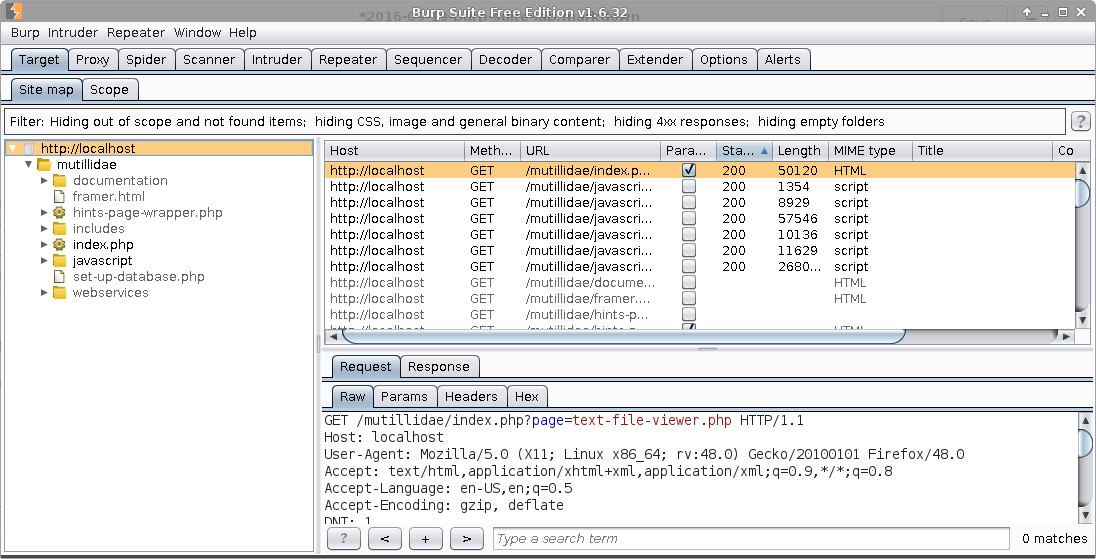 Burp Suite Free Edition v1.6.32
Burp Intruder Repeater Window Help
Target Proxy Spider Scanner Intruder Repeater Sequencer Decoder Comparer Extender Options Alerts
Site map Scope
Filter: Hiding out of scope and not found items; hiding CSS, image and general binary content; hiding 4xx responses; hiding empty folders ?
http://localhost
mutillidae
documentation
framer.html
hints-page-wrapper.php
includes
index.php
javascript
set-up-database.php
webservices
Host Meth... URL Para... Sta... Length MIME type Title Co
http://localhost GET /mutillidae/index.p... 200 50120 HTML
http://localhost GET /mutillidae/javascri... 200 1354 script
http://localhost GET /mutillidae/javascri... 200 8929 script
http://localhost GET /mutillidae/javascri... 200 57546 script
http://localhost GET /mutillidae/javascri... 200 10136 script
http://localhost GET /mutillidae/javascri... 200 11629 script
http://localhost GET /mutillidae/javascri... 200 2680... script
http://localhost GET /mutillidae/docume... HTML
http://localhost GET /mutillidae/framer.... HTML
http://localhost GET /mutillidae/hints-p...
http://localhost GET /mutillidae/hints-p... HTML
Request Response
Raw Params Headers Hex
GET /mutillidae/index.php?page=text-file-viewer.php HTTP/1.1
Host: localhost
User-Agent: Mozilla/5.0 (X11; Linux x86_64; rv:48.0) Gecko/20100101 Firefox/48.0
Accept: text/html,application/xhtml+xml,application/xml;q=0.9,*/*;q=0.8
Accept-Language: en-US,en;q=0.5
Accept-Encoding: gzip, deflate
DNT: 1
? < + > Type a search term 0 matches